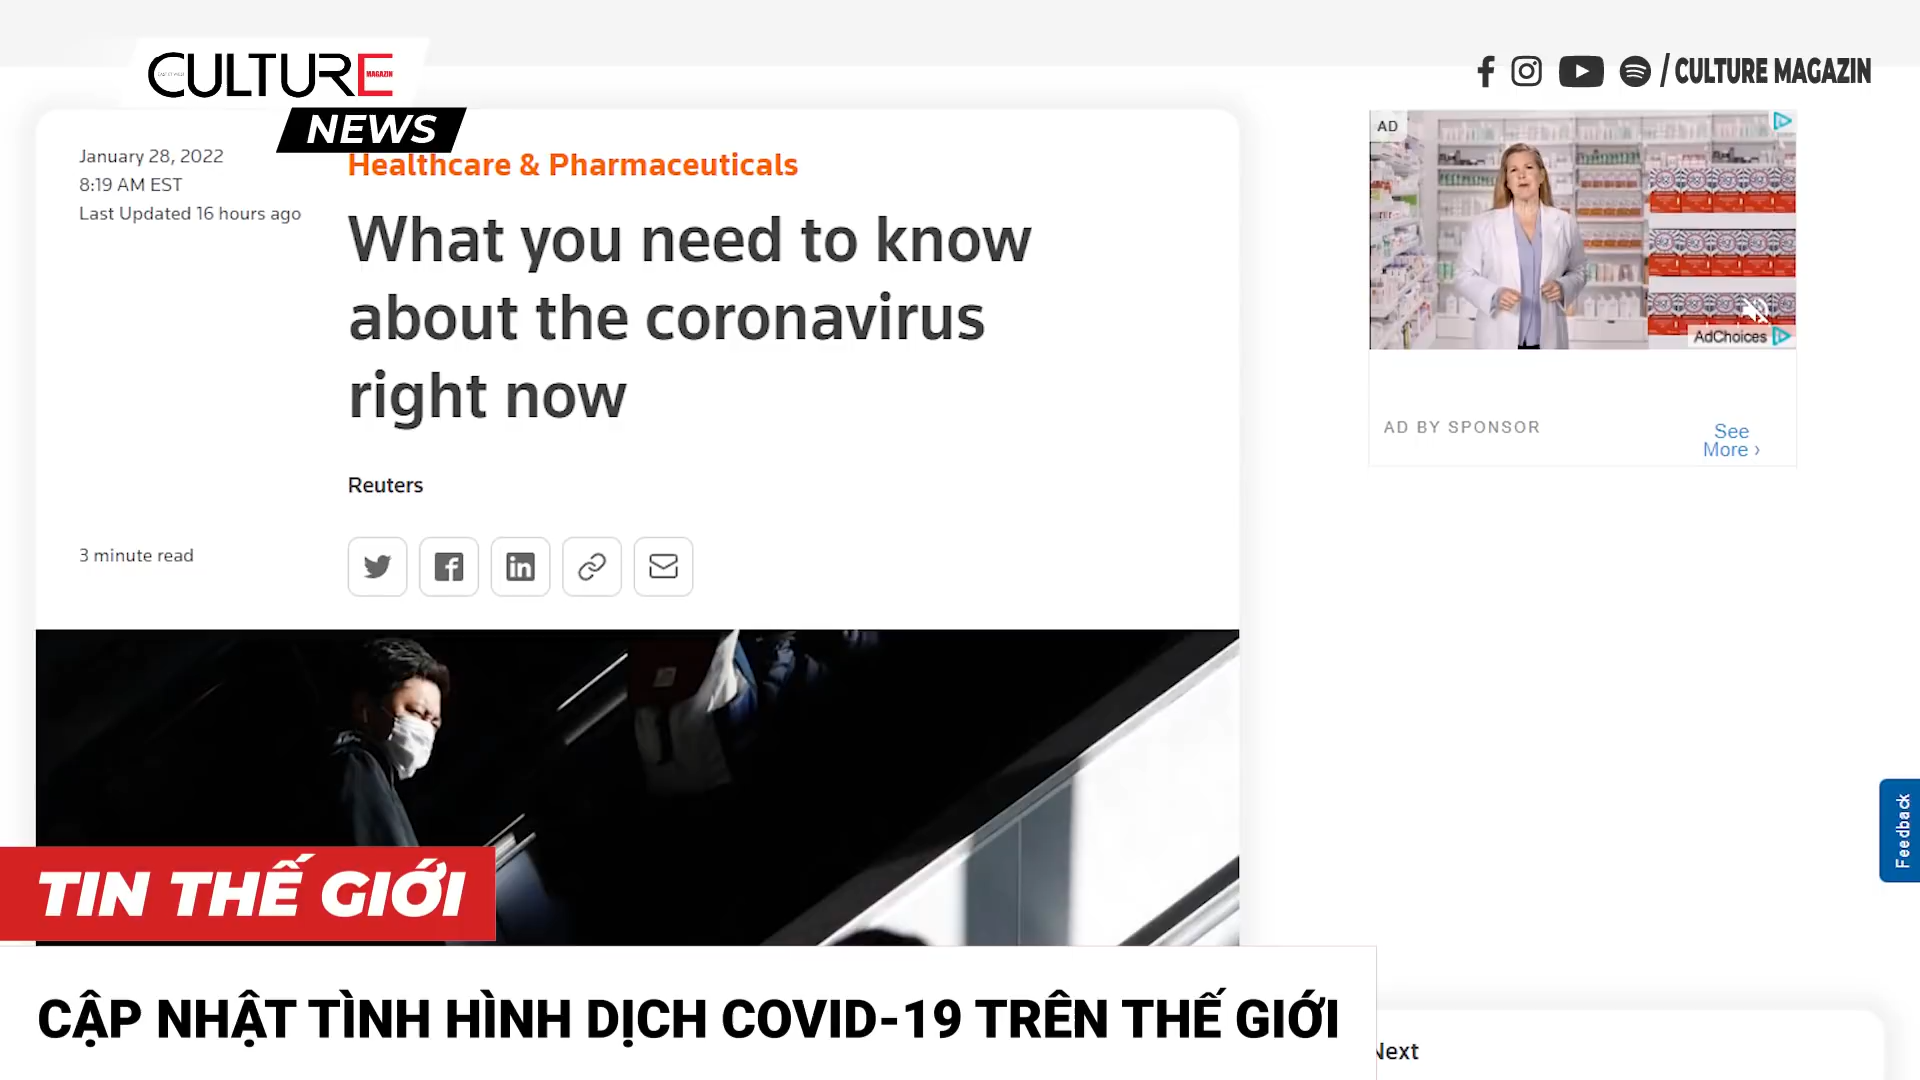 CULTURE
MAGAZIN
NEWS
/ CULTURE MAGAZIN
January 28, 2022
8:19 AM EST
Last Updated 16 hours ago
Healthcare & Pharmaceuticals
What you need to know
about the coronavirus
right now
Reuters
3 minute read
AD
AdChoices
AD BY SPONSOR
See
More ›
Feedback
TIN THẾ GIỚI
CẬP NHẬT TÌNH HÌNH DỊCH COVID-19 TRÊN THẾ GIỚI
Next